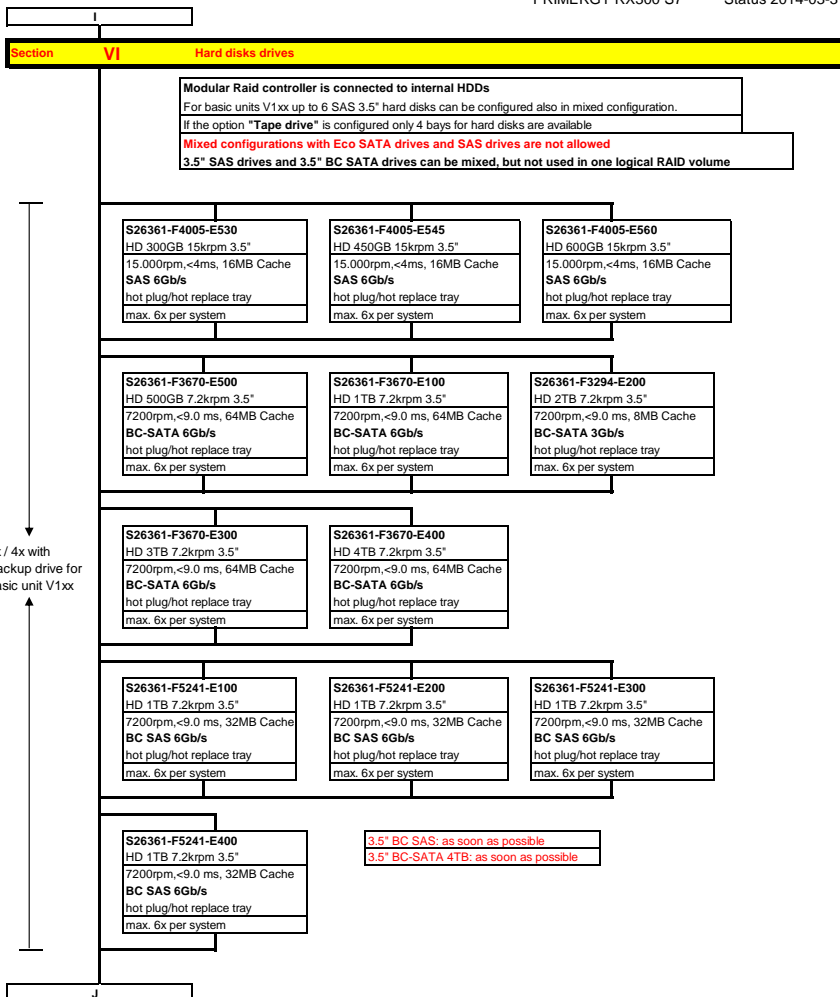 PRIMERGY RX300 S7 Status 2014-03-3
I
Section VI Hard disks drives
Modular Raid controller is connected to internal HDDs
For basic units V1xx up to 6 SAS 3.5" hard disks can be configured also in mixed configuration.
If the option "Tape drive" is configured only 4 bays for hard disks are available
Mixed configurations with Eco SATA drives and SAS drives are not allowed
3.5" SAS drives and 3.5" BC SATA drives can be mixed, but not used in one logical RAID volume
S26361-F4005-E530
HD 300GB 15krpm 3.5"
15.000rpm,<4ms, 16MB Cache
SAS 6Gb/s
hot plug/hot replace tray
max. 6x per system
S26361-F4005-E545
HD 450GB 15krpm 3.5"
15.000rpm,<4ms, 16MB Cache
SAS 6Gb/s
hot plug/hot replace tray
max. 6x per system
S26361-F4005-E560
HD 600GB 15krpm 3.5"
15.000rpm,<4ms, 16MB Cache
SAS 6Gb/s
hot plug/hot replace tray
max. 6x per system
S26361-F3670-E500
HD 500GB 7.2krpm 3.5"
7200rpm,<9.0 ms, 64MB Cache
BC-SATA 6Gb/s
hot plug/hot replace tray
max. 6x per system
S26361-F3670-E100
HD 1TB 7.2krpm 3.5"
7200rpm,<9.0 ms, 64MB Cache
BC-SATA 6Gb/s
hot plug/hot replace tray
max. 6x per system
S26361-F3294-E200
HD 2TB 7.2krpm 3.5"
7200rpm,<9.0 ms, 8MB Cache
BC-SATA 3Gb/s
hot plug/hot replace tray
max. 6x per system
/ 4x with
ackup drive for
asic unit V1xx
S26361-F3670-E300
HD 3TB 7.2krpm 3.5"
7200rpm,<9.0 ms, 64MB Cache
BC-SATA 6Gb/s
hot plug/hot replace tray
max. 6x per system
S26361-F3670-E400
HD 4TB 7.2krpm 3.5"
7200rpm,<9.0 ms, 64MB Cache
BC-SATA 6Gb/s
hot plug/hot replace tray
max. 6x per system
S26361-F5241-E100
HD 1TB 7.2krpm 3.5"
7200rpm,<9.0 ms, 32MB Cache
BC SAS 6Gb/s
hot plug/hot replace tray
max. 6x per system
S26361-F5241-E200
HD 1TB 7.2krpm 3.5"
7200rpm,<9.0 ms, 32MB Cache
BC SAS 6Gb/s
hot plug/hot replace tray
max. 6x per system
S26361-F5241-E300
HD 1TB 7.2krpm 3.5"
7200rpm,<9.0 ms, 32MB Cache
BC SAS 6Gb/s
hot plug/hot replace tray
max. 6x per system
S26361-F5241-E400
HD 1TB 7.2krpm 3.5"
7200rpm,<9.0 ms, 32MB Cache
BC SAS 6Gb/s
hot plug/hot replace tray
max. 6x per system
3.5" BC SAS: as soon as possible
3.5" BC-SATA 4TB: as soon as possible
J